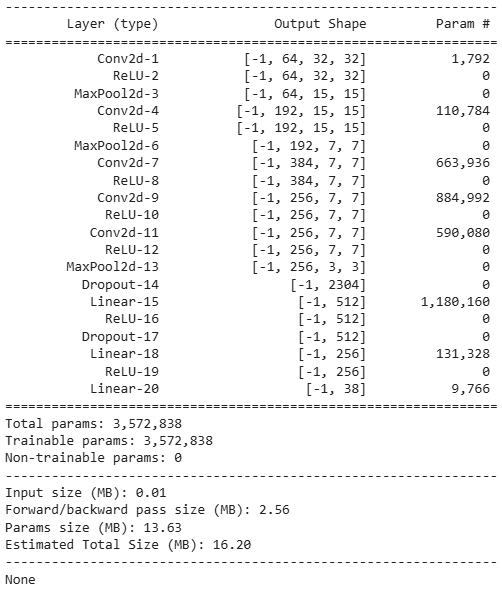 ----------------------------------------------------------------
        Layer (type)               Output Shape         Param #
================================================================
            Conv2d-1           [-1, 64, 32, 32]           1,792
              ReLU-2           [-1, 64, 32, 32]               0
         MaxPool2d-3           [-1, 64, 15, 15]               0
            Conv2d-4          [-1, 192, 15, 15]         110,784
              ReLU-5          [-1, 192, 15, 15]               0
         MaxPool2d-6            [-1, 192, 7, 7]               0
            Conv2d-7            [-1, 384, 7, 7]         663,936
              ReLU-8            [-1, 384, 7, 7]               0
            Conv2d-9            [-1, 256, 7, 7]         884,992
             ReLU-10            [-1, 256, 7, 7]               0
           Conv2d-11            [-1, 256, 7, 7]         590,080
             ReLU-12            [-1, 256, 7, 7]               0
        MaxPool2d-13            [-1, 256, 3, 3]               0
          Dropout-14                 [-1, 2304]               0
           Linear-15                  [-1, 512]       1,180,160
             ReLU-16                  [-1, 512]               0
          Dropout-17                  [-1, 512]               0
           Linear-18                  [-1, 256]         131,328
             ReLU-19                  [-1, 256]               0
           Linear-20                   [-1, 38]           9,766
================================================================
Total params: 3,572,838
Trainable params: 3,572,838
Non-trainable params: 0
----------------------------------------------------------------
Input size (MB): 0.01
Forward/backward pass size (MB): 2.56
Params size (MB): 13.63
Estimated Total Size (MB): 16.20
----------------------------------------------------------------
None